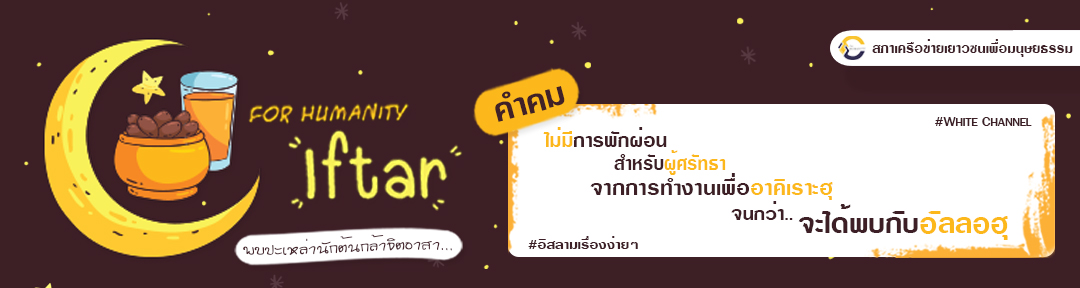 สภาเครือข่ายเยาวชนเพื่อมนุษยธรรม
FOR HUMANITY
Iftar
พบปะเหล่านักต้นกล้าจิตอาสา...
คำคม
#WHITE CHANNEL
ไม่มีการพักผ่อน
สำหรับผู้ศรัทธา
จากการทำงานเพื่ออาคิเราะฮฺ
จนกว่า..
จะได้พบกับอัลลอฮฺ
#อิสลามเรื่องง่ายๆ